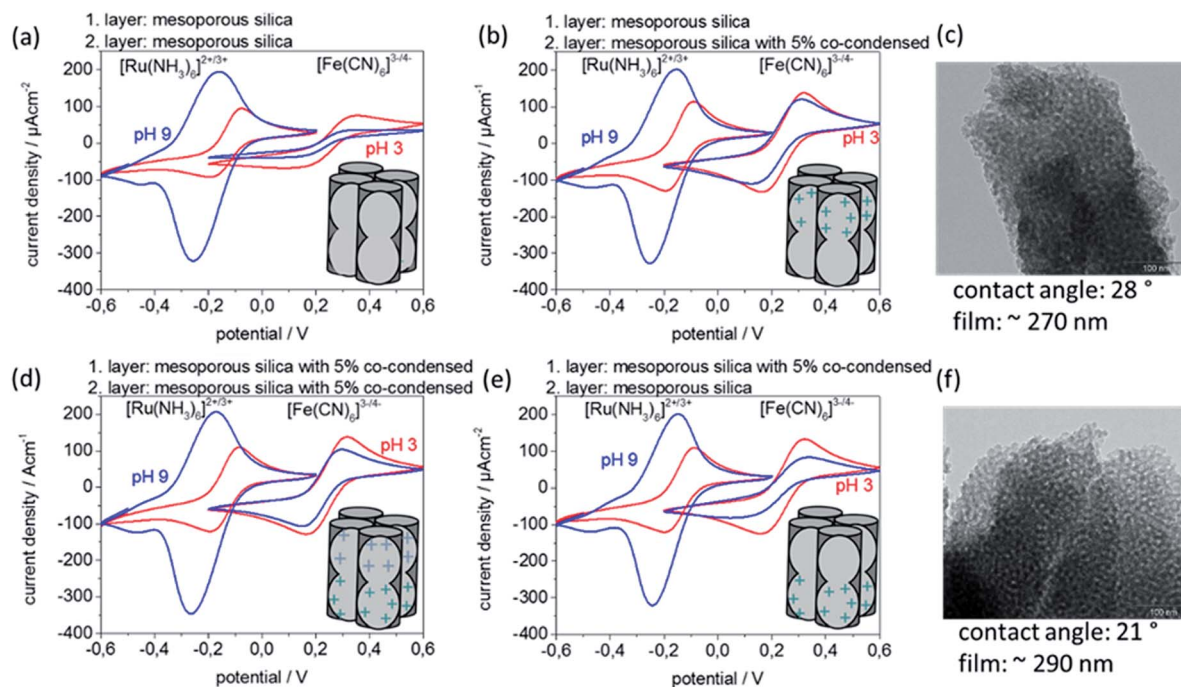 (a)
1. layer: mesoporous silica
2. layer: mesoporous silica
[Ru(NH3)6]2+/3+ [Fe(CN)6]3-/4-
pH 9
pH 3
current density / µAcm-2
200
100
0
-100
-200
-300
-400
-0,6 -0,4 -0,2 0,0 0,2 0,4 0,6
potential / V
(b)
1. layer: mesoporous silica
2. layer: mesoporous silica with 5% co-condensed
[Ru(NH3)6]2+/3+ [Fe(CN)6]3-/4-
pH 9
pH 3
current density / µAcm-1
200
100
0
-100
-200
-300
-400
-0,6 -0,4 -0,2 0,0 0,2 0,4 0,6
potential / V
(c)
100 nm
contact angle: 28 °
film: ~ 270 nm
(d)
1. layer: mesoporous silica with 5% co-condensed
2. layer: mesoporous silica with 5% co-condensed
[Ru(NH3)6]2+/3+ [Fe(CN)6]3-/4-
pH 9
pH 3
current density / Acm-1
200
100
0
-100
-200
-300
-400
-0,6 -0,4 -0,2 0,0 0,2 0,4 0,6
potential / V
(e)
1. layer: mesoporous silica with 5% co-condensed
2. layer: mesoporous silica
[Ru(NH3)6]2+/3+ [Fe(CN)6]3-/4-
pH 9
pH 3
current density / µAcm-2
200
100
0
-100
-200
-300
-400
-0,6 -0,4 -0,2 0,0 0,2 0,4 0,6
potential / V
(f)
100 nm
contact angle: 21 °
film: ~ 290 nm